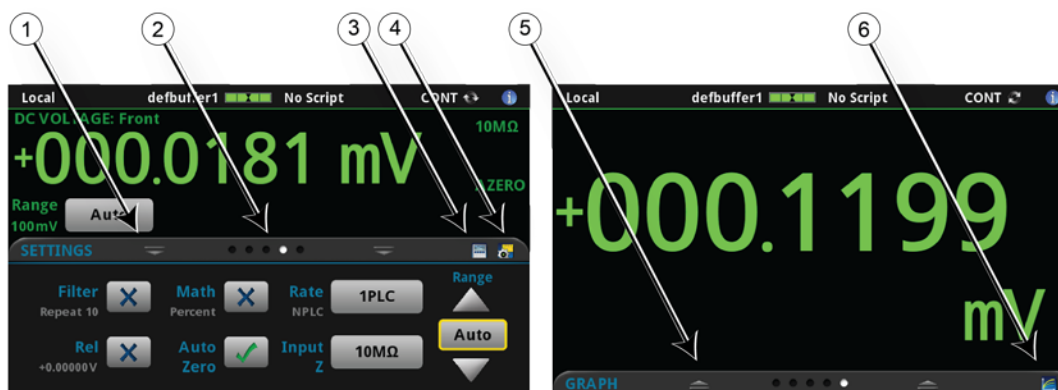 1 2 3 4 5 6
Local defbuffer1 No Script CONT
DC VOLTAGE: Front
10MΩ
+000.0181 mV
AZERO
Range
100mV
Auto
SETTINGS
Filter
Repeat 10
Math
Percent
Rate
NPLC
1PLC
Range
Rel
+0.00000V
Auto
Zero
Input
Z
10MΩ
Auto
Local defbuffer1 No Script CONT
+000.1199
mV
GRAPH